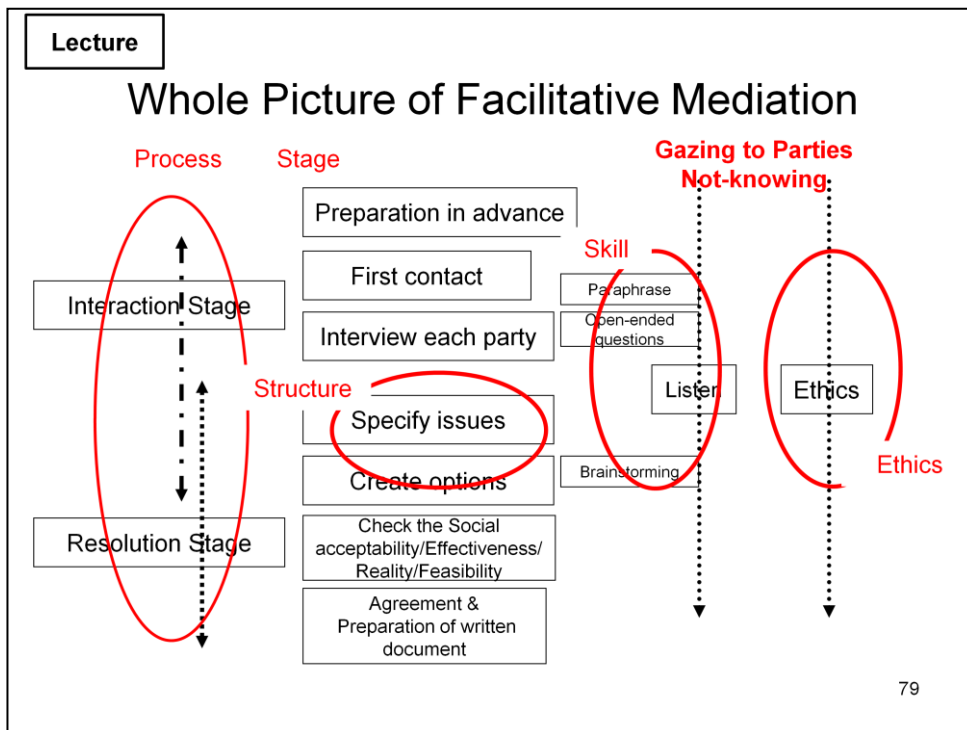 Lecture
Whole Picture of Facilitative Mediation
Process
Stage
Gazing to Parties
Not-knowing
Preparation in advance
Skill
First contact
Paraphrase
Interaction Stage
Interview each party
Open-ended
questions
Structure
Listen
Ethics
Specify issues
Ethics
Create options
Brainstorming
Resolution Stage
Check the Social
acceptability/Effectiveness/
Reality/Feasibility
Agreement &
Preparation of written
document
79